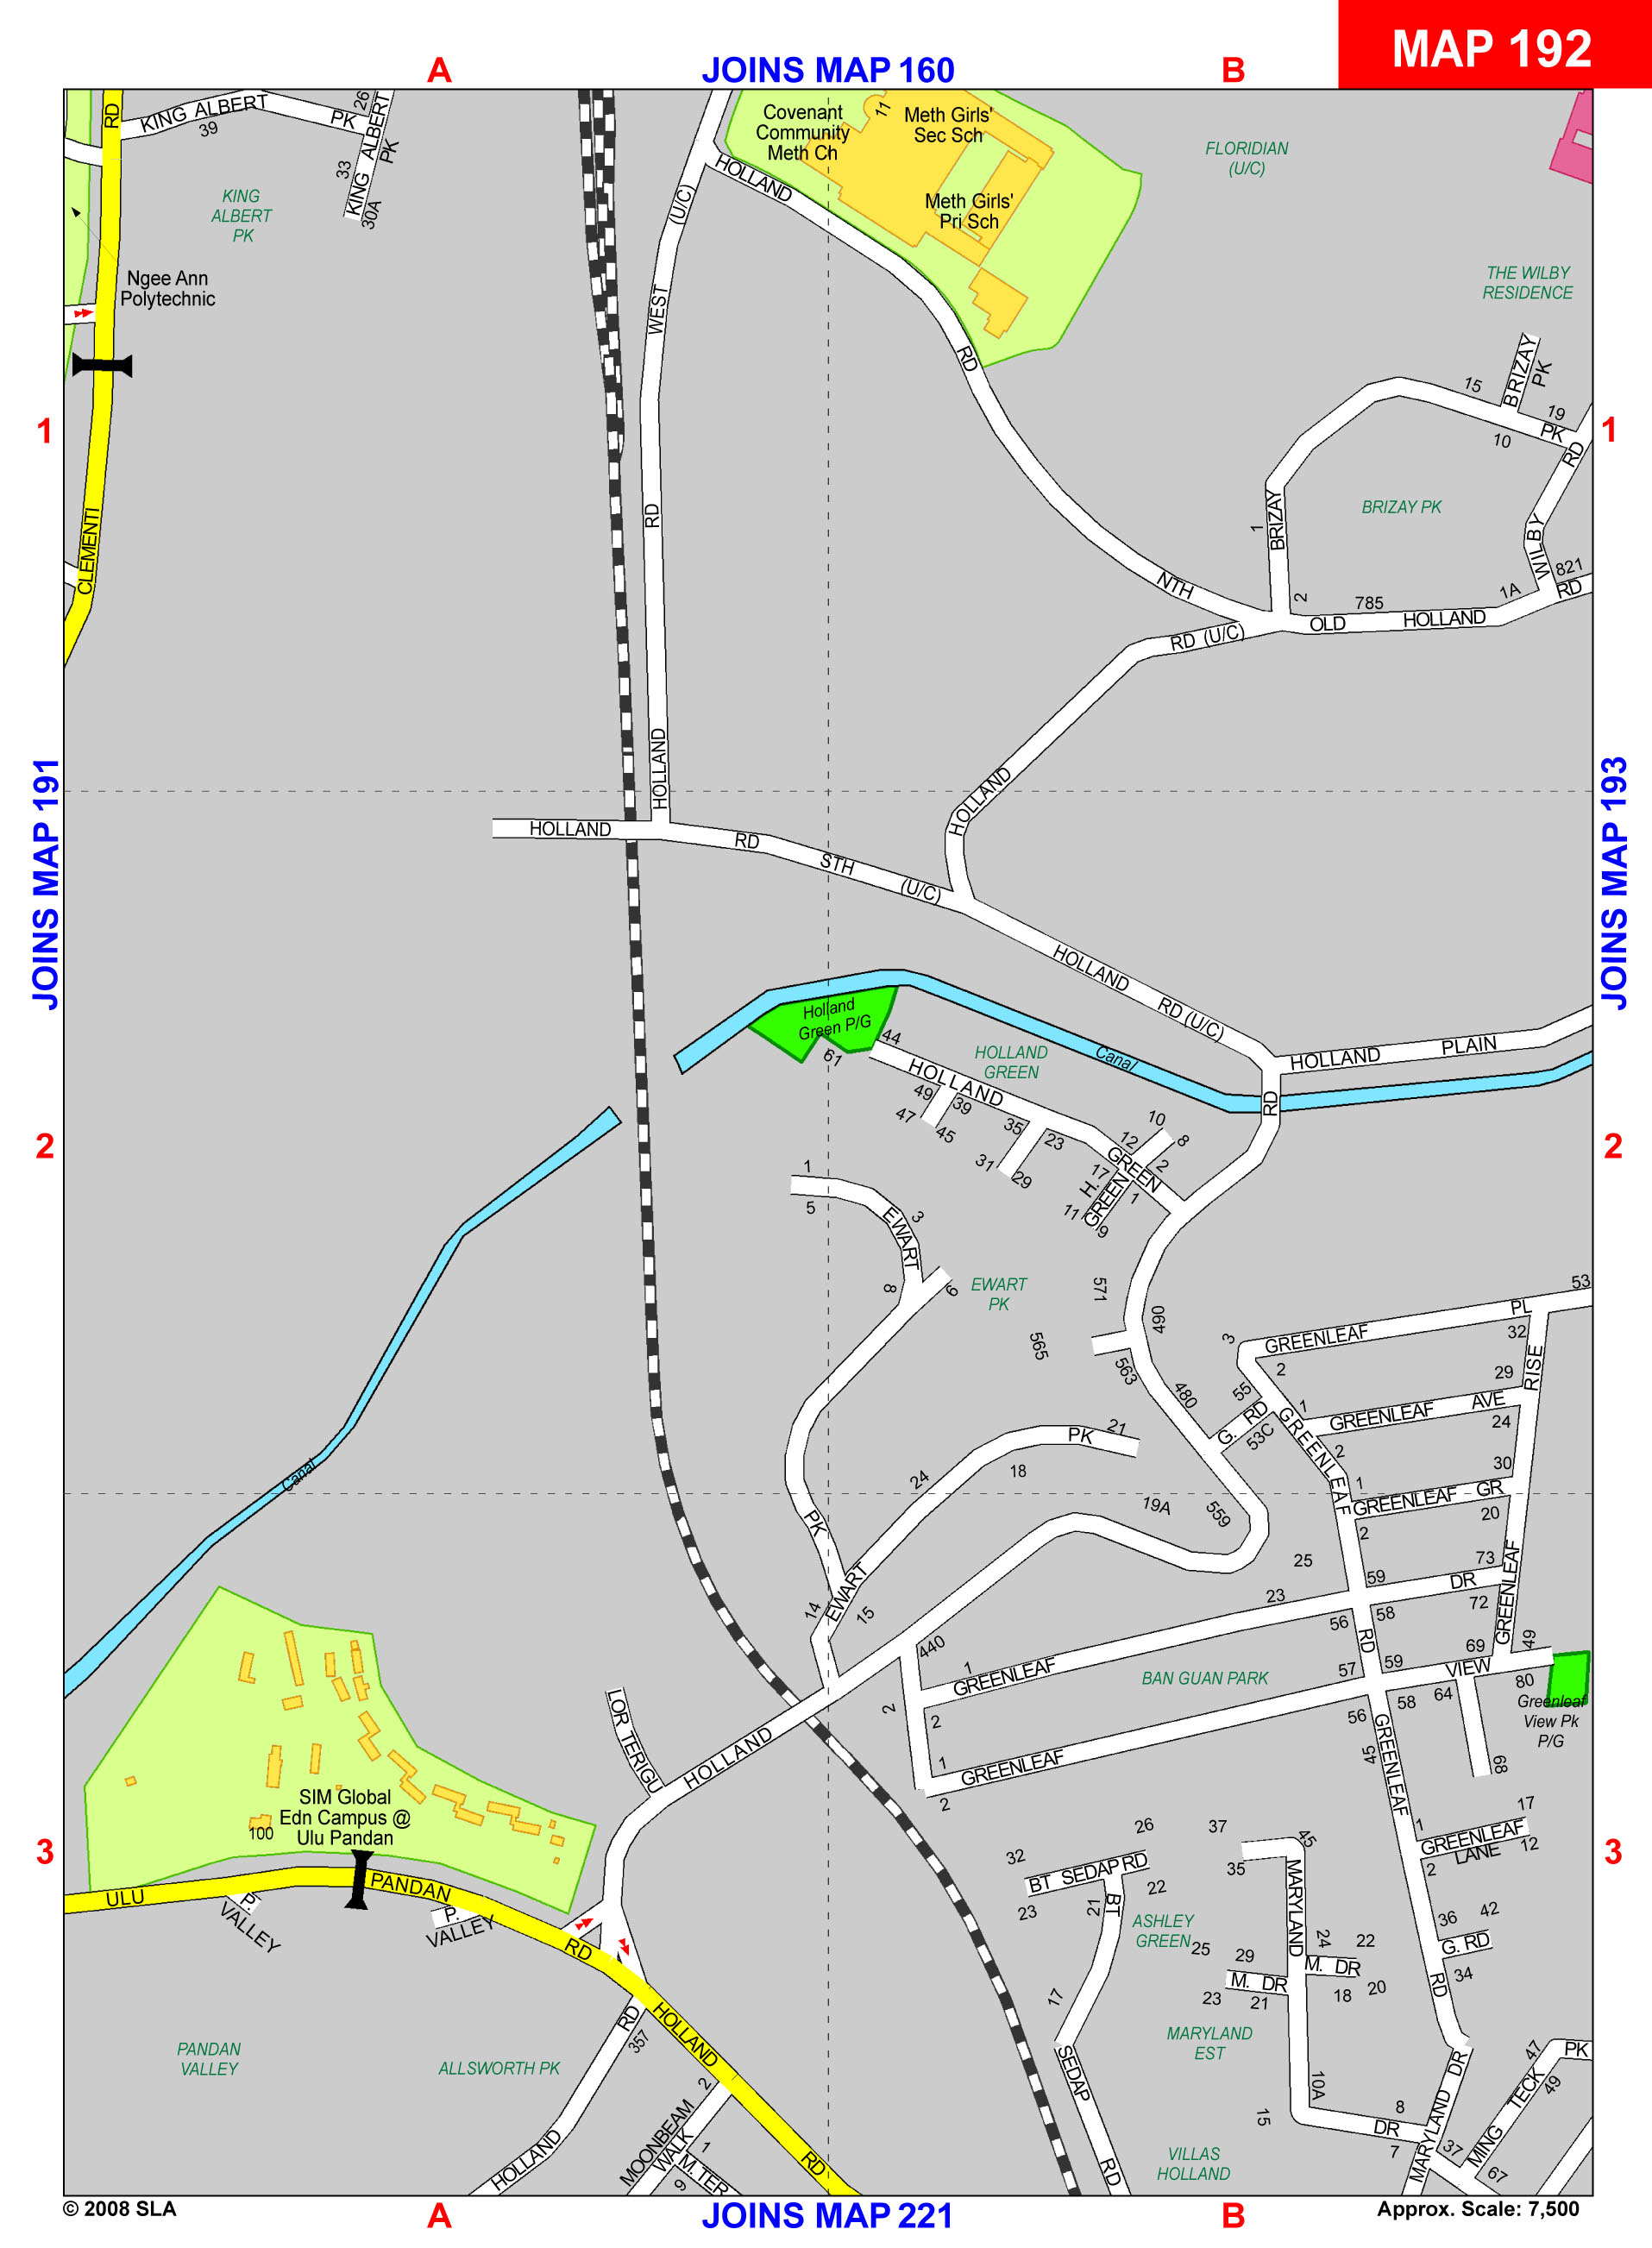 MAP 192
A
JOINS MAP 160
B
RD
KING ALBERT
PK
39
26
KING ALBERT
PK
33
30A
KING
ALBERT
PK
Ngee Ann
Polytechnic
CLEMENTI
Covenant
Community
Meth Ch
11
Meth Girls'
Sec Sch
Meth Girls'
Pri Sch
FLORIDIAN
(U/C)
THE WILBY
RESIDENCE
HOLLAND
RD
NTH
(U/C)
WEST
RD
HOLLAND
BRIZAY
PK
15
19
10
PK
RD
BRIZAY PK
1
BRIZAY
2
WILBY
1A
821
RD
785
OLD
HOLLAND
RD (U/C)
HOLLAND
1
1
JOINS MAP 191
JOINS MAP 193
HOLLAND
RD
STH
(U/C)
HOLLAND
RD (U/C)
HOLLAND
PLAIN
RD
Holland
Green P/G
61
44
HOLLAND
GREEN
Canal
HOLLAND
49
39
47
45
35
23
31
29
12
10
8
2
GREEN
17
H.
GREEN
1
11
9
2
2
1
5
EWART
3
8
6
EWART
PK
571
565
490
563
480
3
GREENLEAF
PL
53
2
32
RISE
29
55
G. RD
53C
1
GREENLEAF
AVE
24
GREENLEAF
2
30
1
GREENLEAF
GR
20
2
PK
21
24
18
19A
559
Canal
PK
EWART
14
15
25
23
59
DR
73
72
GREENLEAF
56
58
RD
440
1
GREENLEAF
2
2
BAN GUAN PARK
57
59
VIEW
69
49
80
64
58
56
Greenleaf
View Pk
P/G
68
1
GREENLEAF
2
45
GREENLEAF
LOR TERIGU
HOLLAND
SIM Global
Edn Campus @
Ulu Pandan
100
3
3
ULU
PANDAN
RD
P.
VALLEY
P.
VALLEY
32
26
BT SEDAP RD
23
22
21
BT
17
SEDAP
RD
ASHLEY
GREEN
37
45
35
MARYLAND
24
22
25
29
M. DR
M. DR
23
21
18
20
1
GREENLEAF
LANE
17
12
2
36
42
G. RD
34
RD
MARYLAND
EST
10A
15
8
DR
7
MARYLAND
DR
37
MING TECK
PK
47
49
67
VILLAS
HOLLAND
PANDAN
VALLEY
ALLSWORTH PK
RD
357
HOLLAND
HOLLAND
RD
2
MOONBEAM
WALK
1
M.TER
9
© 2008 SLA
A
JOINS MAP 221
B
Approx. Scale: 7,500